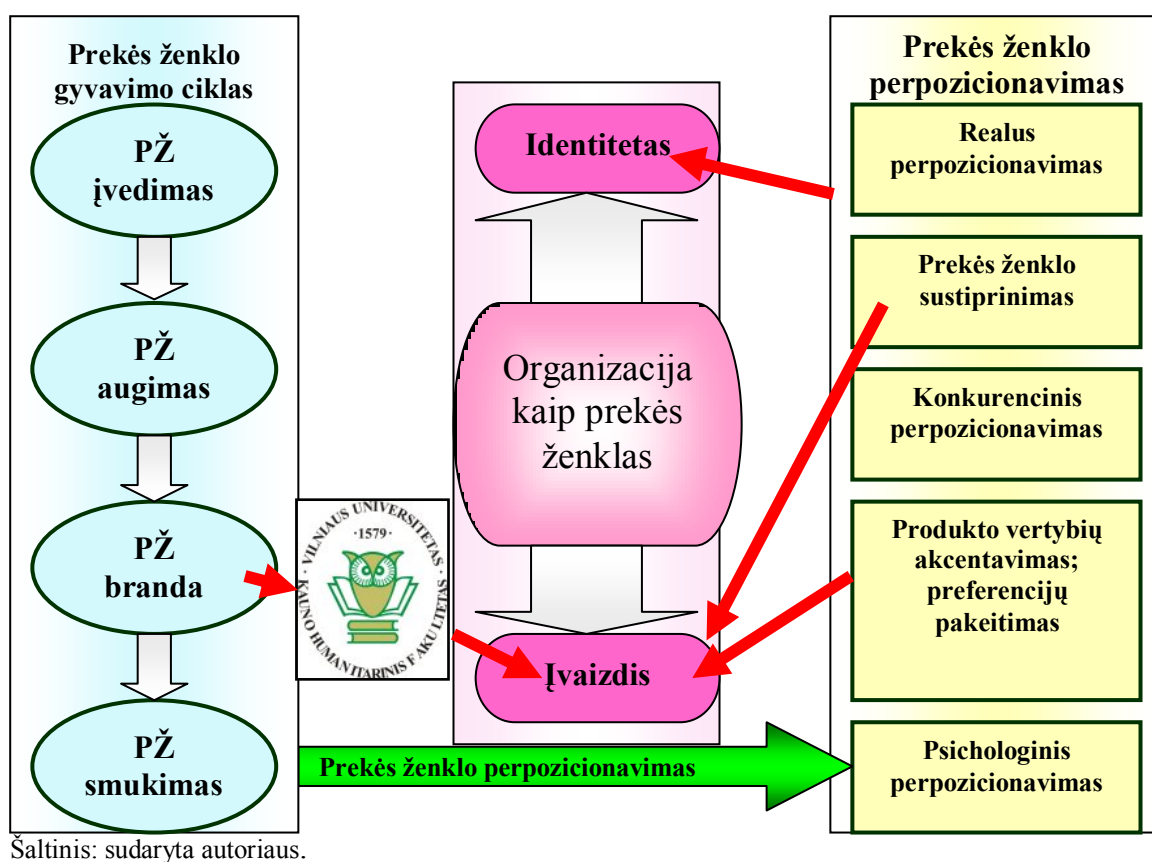 Prekės ženklo
gyvavimo ciklas
PŽ
įvedimas
PŽ
augimas
PŽ
branda
PŽ
smukimas
· VILNIAUS UNIVERSITETAS ·
·1579·
KAUNO HUMANITARINIS FAKULTETAS
Identitetas
Organizacija
kaip prekės
ženklas
Įvaizdis
Prekės ženklo perpozicionavimas
Prekės ženklo
perpozicionavimas
Realus
perpozicionavimas
Prekės ženklo
sustiprinimas
Konkurencinis
perpozicionavimas
Produkto vertybių
akcentavimas;
preferencijų
pakeitimas
Psichologinis
perpozicionavimas
Šaltinis: sudaryta autoriaus.